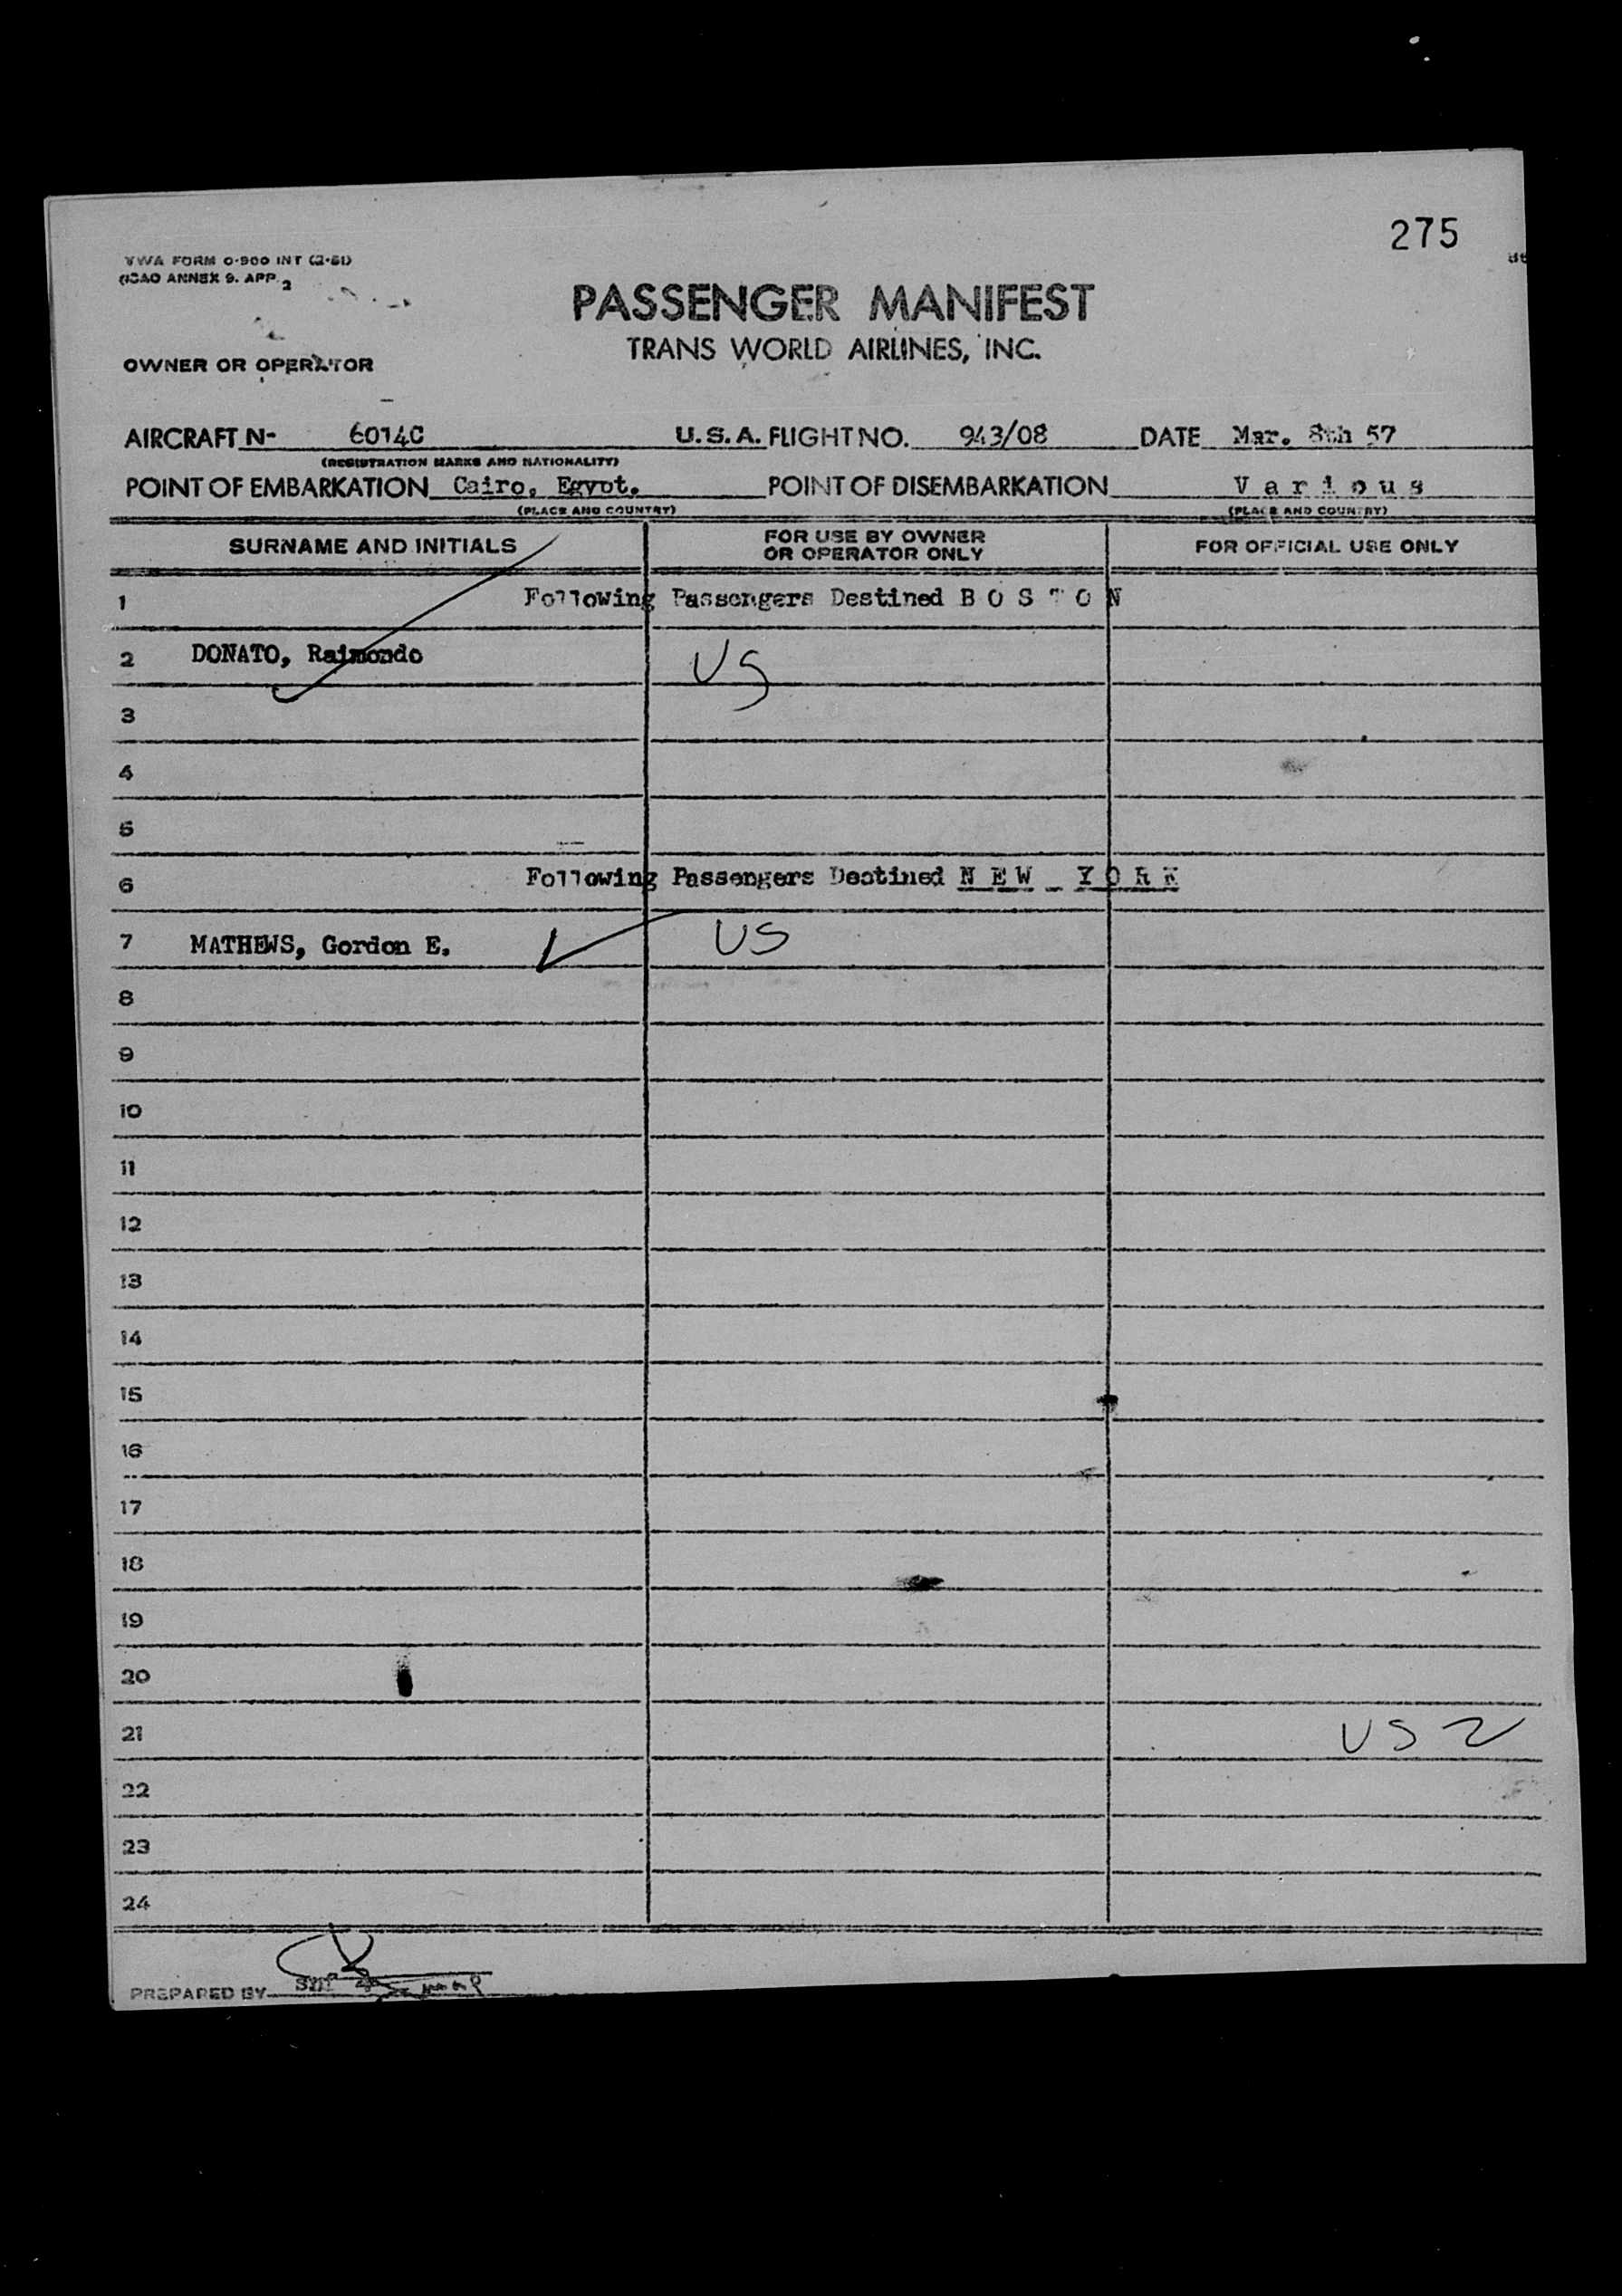 275
TWA FORM O-900 INT (2-51)
ICAO ANNEX 9. APP. 2
PASSENGER MANIFEST
TRANS WORLD AIRLINES, INC.
OWNER OR OPERATOR
AIRCRAFT N- 6014C U.S.A. FLIGHT NO. 943/08 DATE Mar. 8th 57
(REGISTRATION MARKS AND NATIONALITY)
POINT OF EMBARKATION Cairo, Egypt. POINT OF DISEMBARKATION Various
(PLACE AND COUNTRY) (PLACE AND COUNTRY)
SURNAME AND INITIALS FOR USE BY OWNER OR OPERATOR ONLY FOR OFFICIAL USE ONLY
1 Following Passengers Destined B O S T O N
2 DONATO, Raimondo US
3
4
5
6 Following Passengers Destined N E W Y O R K
7 MATHEWS, Gordon E. US
8
9
10
11
12
13
14
15
16
17
18
19
20
21 US 2
22
23
24
PREPARED BY